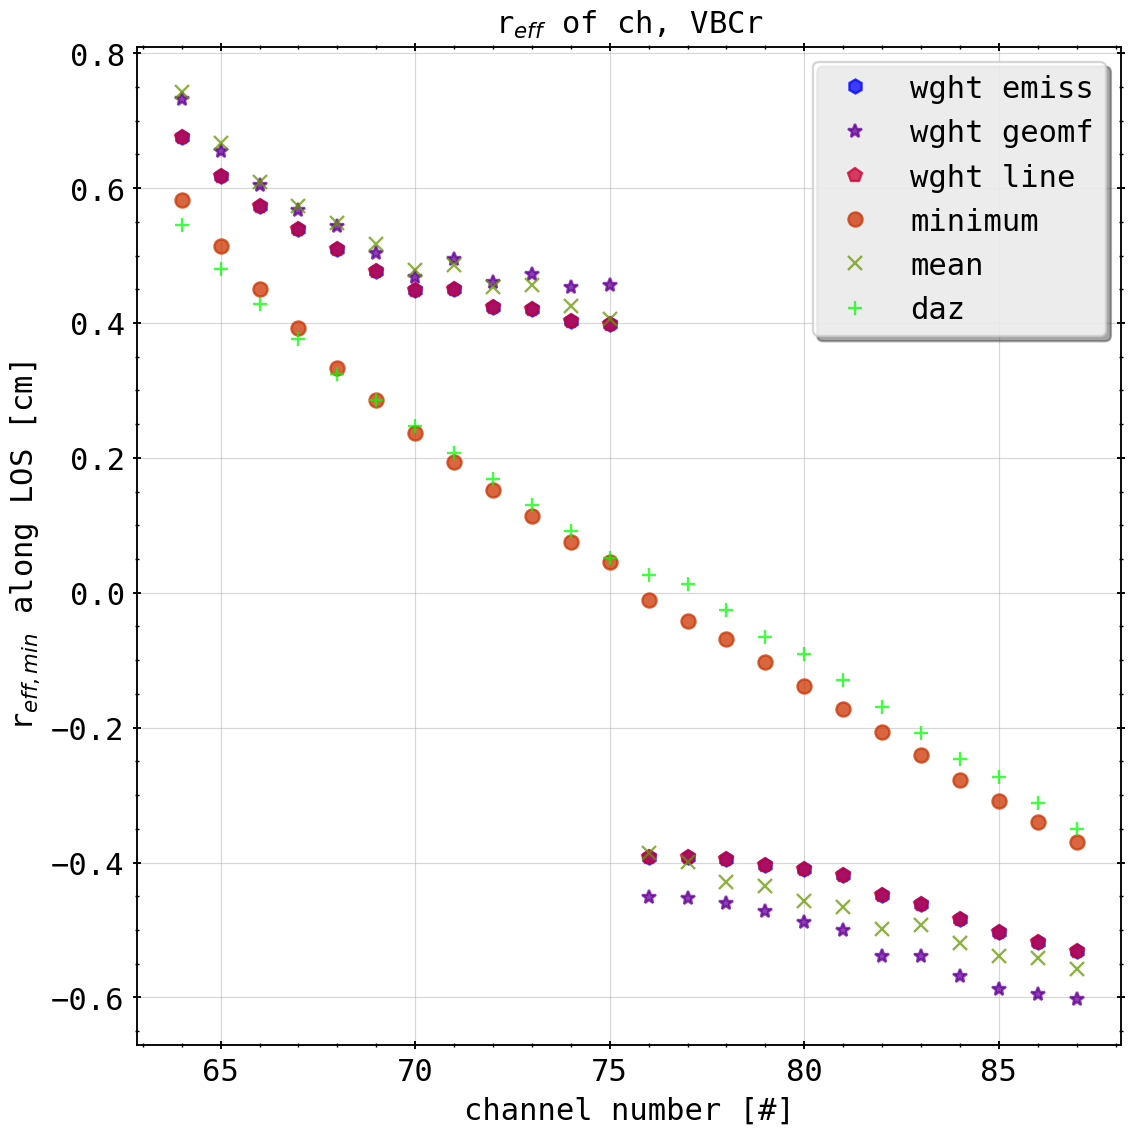 r_eff of ch, VBCr
wght emiss
wght geomf
wght line
minimum
mean
daz
0.8
0.6
0.4
0.2
0.0
−0.2
−0.4
−0.6
r_eff,min along LOS [cm]
65 70 75 80 85
channel number [#]